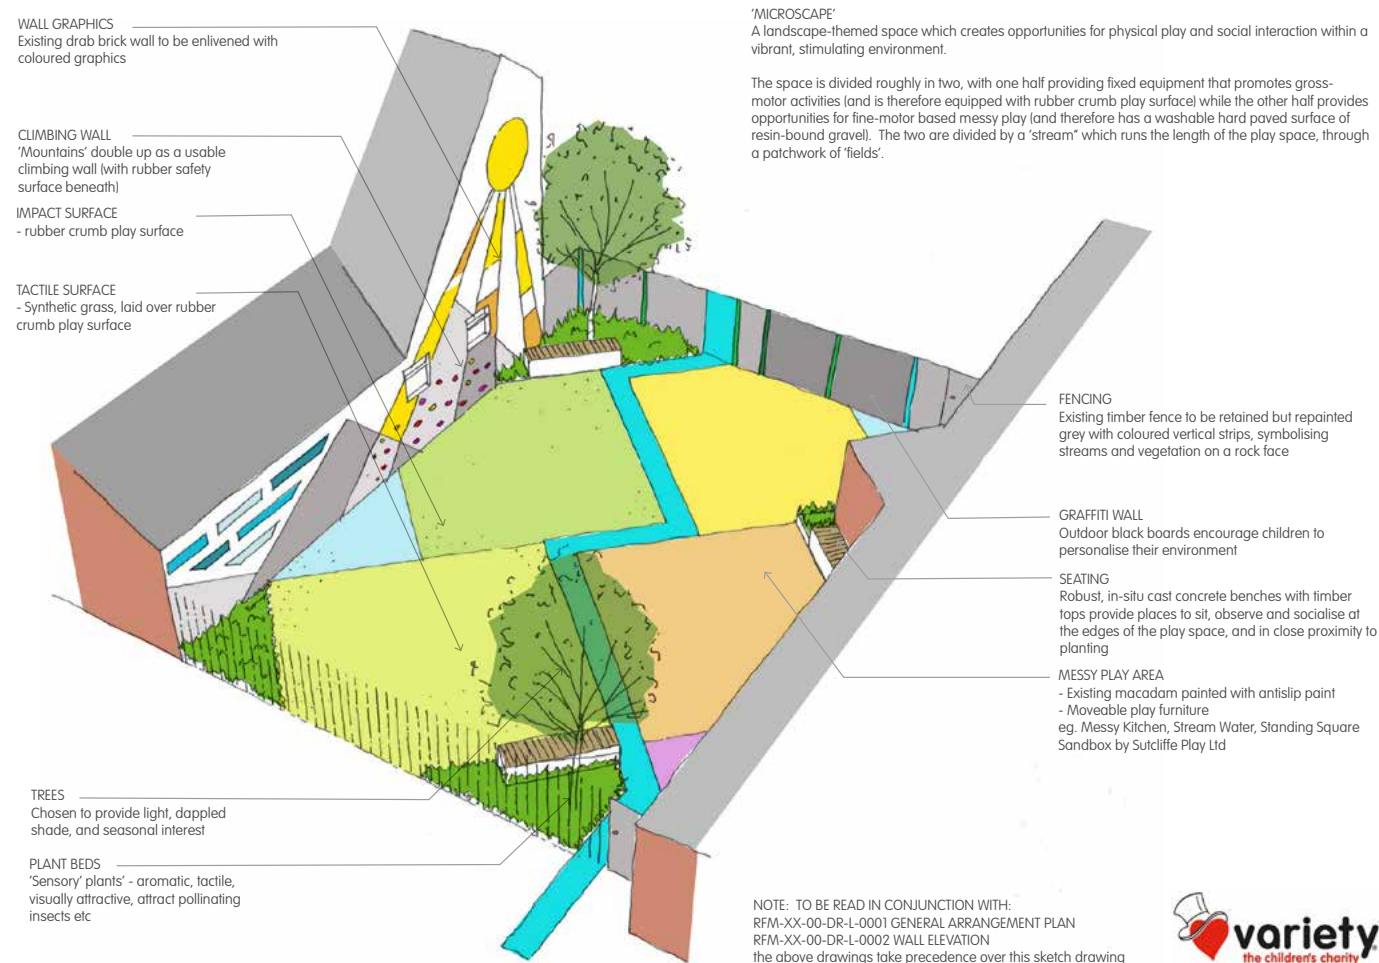 WALL GRAPHICS
Existing drab brick wall to be enlivened with
coloured graphics
CLIMBING WALL
'Mountains' double up as a usable
climbing wall (with rubber safety
surface beneath)
IMPACT SURFACE
- rubber crumb play surface
TACTILE SURFACE
- Synthetic grass, laid over rubber
crumb play surface
TREES
Chosen to provide light, dappled
shade, and seasonal interest
PLANT BEDS
'Sensory' plants' - aromatic, tactile,
visually attractive, attract pollinating
insects etc
'MICROSCAPE'
A landscape-themed space which creates opportunities for physical play and social interaction within a
vibrant, stimulating environment.
The space is divided roughly in two, with one half providing fixed equipment that promotes gross-
motor activities (and is therefore equipped with rubber crumb play surface) while the other half provides
opportunities for fine-motor based messy play (and therefore has a washable hard paved surface of
resin-bound gravel). The two are divided by a 'stream" which runs the length of the play space, through
a patchwork of 'fields'.
FENCING
Existing timber fence to be retained but repainted
grey with coloured vertical strips, symbolising
streams and vegetation on a rock face
GRAFFITI WALL
Outdoor black boards encourage children to
personalise their environment
SEATING
Robust, in-situ cast concrete benches with timber
tops provide places to sit, observe and socialise at
the edges of the play space, and in close proximity to
planting
MESSY PLAY AREA
- Existing macadam painted with antislip paint
- Moveable play furniture
eg. Messy Kitchen, Stream Water, Standing Square
Sandbox by Sutcliffe Play Ltd
NOTE: TO BE READ IN CONJUNCTION WITH:
RFM-XX-00-DR-L-0001 GENERAL ARRANGEMENT PLAN
RFM-XX-00-DR-L-0002 WALL ELEVATION
the above drawings take precedence over this sketch drawing
variety
the children's charity